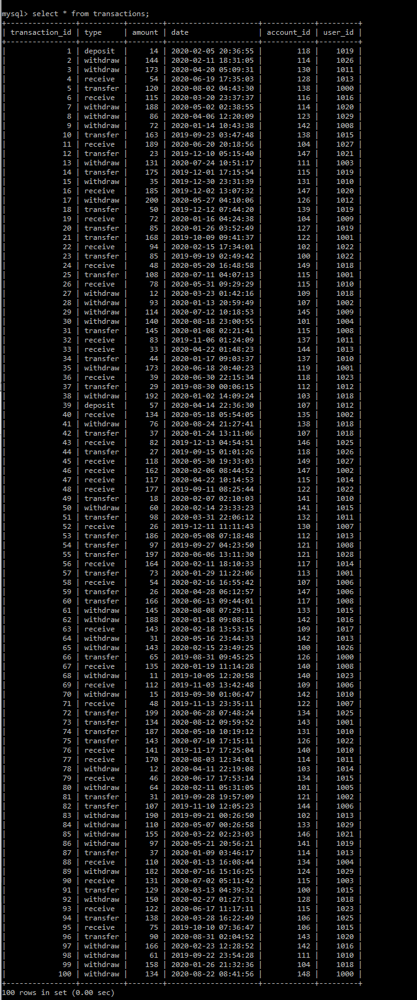 mysql> select * from transactions;
+----------------+----------+--------+---------------------+------------+---------+
| transaction_id | type     | amount | date                | account_id | user_id |
+----------------+----------+--------+---------------------+------------+---------+
|              1 | deposit  |     14 | 2020-02-05 20:36:55 |        118 |    1019 |
|              2 | withdraw |    144 | 2020-02-11 18:31:05 |        114 |    1026 |
|              3 | withdraw |    173 | 2020-04-20 05:09:31 |        130 |    1011 |
|              4 | receive  |     54 | 2020-06-19 17:35:03 |        128 |    1013 |
|              5 | transfer |    120 | 2020-08-02 04:43:30 |        138 |    1000 |
|              6 | receive  |    115 | 2020-03-20 23:37:37 |        116 |    1016 |
|              7 | withdraw |    188 | 2020-05-02 02:38:55 |        114 |    1020 |
|              8 | withdraw |     86 | 2020-04-06 12:20:09 |        123 |    1029 |
|              9 | withdraw |     72 | 2020-01-14 10:43:38 |        142 |    1008 |
|             10 | transfer |    163 | 2019-09-23 03:47:48 |        138 |    1015 |
|             11 | receive  |    189 | 2020-06-20 20:18:56 |        104 |    1027 |
|             12 | transfer |     23 | 2019-12-10 05:15:40 |        147 |    1021 |
|             13 | withdraw |    131 | 2020-07-24 10:51:17 |        111 |    1003 |
|             14 | transfer |    175 | 2019-12-01 17:15:54 |        115 |    1019 |
|             15 | withdraw |     35 | 2019-12-30 23:31:39 |        131 |    1010 |
|             16 | receive  |    185 | 2019-12-02 13:07:32 |        147 |    1020 |
|             17 | withdraw |    200 | 2020-05-27 04:10:06 |        126 |    1012 |
|             18 | transfer |     50 | 2019-12-12 07:44:20 |        139 |    1019 |
|             19 | receive  |     72 | 2020-01-16 04:24:38 |        104 |    1009 |
|             20 | transfer |     85 | 2020-01-26 03:52:49 |        127 |    1019 |
|             21 | transfer |    168 | 2019-10-09 09:41:37 |        122 |    1001 |
|             22 | receive  |     94 | 2020-02-15 17:34:01 |        102 |    1022 |
|             23 | transfer |     85 | 2019-09-19 02:49:42 |        100 |    1022 |
|             24 | receive  |     48 | 2020-05-20 16:48:58 |        149 |    1018 |
|             25 | transfer |    108 | 2020-07-11 04:07:13 |        115 |    1001 |
|             26 | receive  |     78 | 2020-05-31 09:29:29 |        115 |    1010 |
|             27 | withdraw |     12 | 2020-03-23 01:42:16 |        109 |    1018 |
|             28 | withdraw |     93 | 2020-01-13 20:59:49 |        107 |    1002 |
|             29 | withdraw |    114 | 2020-07-12 10:18:53 |        145 |    1009 |
|             30 | withdraw |    140 | 2020-08-18 23:00:55 |        101 |    1004 |
|             31 | transfer |    145 | 2020-01-08 02:21:41 |        115 |    1008 |
|             32 | receive  |     83 | 2019-11-06 01:24:09 |        137 |    1011 |
|             33 | receive  |     33 | 2020-04-22 01:48:23 |        144 |    1013 |
|             34 | transfer |     44 | 2020-01-17 09:03:37 |        137 |    1010 |
|             35 | withdraw |    173 | 2020-06-18 20:40:23 |        119 |    1001 |
|             36 | receive  |     39 | 2020-06-30 22:15:34 |        118 |    1023 |
|             37 | transfer |     29 | 2019-08-30 00:06:15 |        112 |    1012 |
|             38 | withdraw |    192 | 2020-01-02 14:09:24 |        103 |    1018 |
|             39 | deposit  |     57 | 2020-04-14 22:36:30 |        107 |    1012 |
|             40 | receive  |    134 | 2020-05-18 05:54:05 |        135 |    1002 |
|             41 | withdraw |     76 | 2020-08-24 21:27:41 |        138 |    1018 |
|             42 | transfer |     37 | 2020-01-24 13:11:06 |        107 |    1018 |
|             43 | receive  |     82 | 2019-12-13 04:54:51 |        146 |    1025 |
|             44 | transfer |     27 | 2019-09-15 01:01:26 |        118 |    1026 |
|             45 | receive  |    118 | 2020-05-30 19:33:03 |        149 |    1027 |
|             46 | receive  |    162 | 2020-02-06 08:44:52 |        147 |    1002 |
|             47 | receive  |    117 | 2020-04-22 10:14:53 |        115 |    1014 |
|             48 | receive  |    177 | 2019-09-11 08:25:44 |        122 |    1022 |
|             49 | transfer |     18 | 2020-02-07 02:10:03 |        141 |    1010 |
|             50 | withdraw |     60 | 2020-02-14 23:33:23 |        141 |    1015 |
|             51 | transfer |     98 | 2020-03-31 22:06:12 |        132 |    1011 |
|             52 | receive  |     26 | 2019-12-11 11:11:43 |        130 |    1007 |
|             53 | transfer |    186 | 2020-05-08 07:18:48 |        112 |    1013 |
|             54 | transfer |     97 | 2019-09-27 04:23:50 |        121 |    1008 |
|             55 | transfer |    197 | 2020-06-06 13:11:30 |        121 |    1028 |
|             56 | receive  |    164 | 2020-02-11 18:10:33 |        117 |    1014 |
|             57 | transfer |     73 | 2020-01-29 11:22:06 |        113 |    1001 |
|             58 | receive  |     54 | 2020-02-16 16:55:42 |        107 |    1006 |
|             59 | transfer |     26 | 2020-04-28 06:12:57 |        147 |    1006 |
|             60 | transfer |    166 | 2020-06-13 09:44:01 |        117 |    1008 |
|             61 | withdraw |    145 | 2020-08-08 07:29:11 |        133 |    1015 |
|             62 | withdraw |    188 | 2020-01-18 09:08:16 |        142 |    1016 |
|             63 | receive  |    143 | 2020-02-18 13:53:15 |        109 |    1017 |
|             64 | withdraw |     31 | 2020-05-16 23:44:33 |        142 |    1013 |
|             65 | withdraw |    143 | 2020-02-15 23:49:25 |        100 |    1026 |
|             66 | transfer |     65 | 2019-08-31 09:45:25 |        126 |    1000 |
|             67 | receive  |    135 | 2020-01-19 11:14:28 |        140 |    1008 |
|             68 | withdraw |     11 | 2019-10-05 12:20:58 |        140 |    1023 |
|             69 | receive  |    112 | 2019-11-03 13:42:48 |        109 |    1006 |
|             70 | withdraw |     15 | 2019-09-30 01:06:47 |        142 |    1010 |
|             71 | receive  |     48 | 2019-11-13 23:35:11 |        122 |    1007 |
|             72 | transfer |    199 | 2020-06-28 07:48:24 |        134 |    1025 |
|             73 | transfer |    134 | 2020-08-12 09:59:52 |        143 |    1001 |
|             74 | transfer |    187 | 2020-05-10 10:19:12 |        131 |    1010 |
|             75 | transfer |    143 | 2020-07-10 17:15:11 |        126 |    1022 |
|             76 | receive  |    141 | 2019-11-17 17:25:04 |        140 |    1010 |
|             77 | receive  |    170 | 2020-08-03 12:34:01 |        114 |    1011 |
|             78 | withdraw |     12 | 2020-04-11 22:19:08 |        103 |    1014 |
|             79 | receive  |     46 | 2020-06-17 17:53:14 |        134 |    1015 |
|             80 | withdraw |     64 | 2020-02-11 05:31:05 |        101 |    1005 |
|             81 | transfer |     31 | 2019-09-28 19:57:09 |        121 |    1002 |
|             82 | transfer |    107 | 2019-11-10 12:05:23 |        144 |    1006 |
|             83 | withdraw |    190 | 2019-09-21 00:26:50 |        102 |    1013 |
|             84 | withdraw |    110 | 2020-05-07 00:26:58 |        133 |    1029 |
|             85 | withdraw |    155 | 2020-03-22 02:23:03 |        146 |    1021 |
|             86 | withdraw |     97 | 2020-05-21 20:56:21 |        141 |    1019 |
|             87 | transfer |     37 | 2020-01-09 03:46:17 |        114 |    1013 |
|             88 | receive  |    110 | 2020-01-13 16:08:44 |        134 |    1004 |
|             89 | withdraw |    182 | 2020-07-16 15:16:25 |        124 |    1029 |
|             90 | receive  |    131 | 2020-07-02 05:11:42 |        115 |    1003 |
|             91 | transfer |    129 | 2020-03-13 04:39:32 |        100 |    1015 |
|             92 | withdraw |    150 | 2020-02-27 01:27:31 |        128 |    1018 |
|             93 | receive  |    122 | 2020-06-17 11:17:11 |        115 |    1023 |
|             94 | transfer |    138 | 2020-03-28 16:22:49 |        106 |    1025 |
|             95 | receive  |     75 | 2019-10-10 07:36:47 |        106 |    1015 |
|             96 | transfer |     90 | 2020-08-31 02:04:52 |        143 |    1020 |
|             97 | withdraw |    166 | 2020-02-23 12:28:52 |        142 |    1016 |
|             98 | withdraw |     61 | 2019-09-22 23:54:28 |        111 |    1010 |
|             99 | withdraw |    158 | 2020-01-26 21:32:36 |        104 |    1018 |
|            100 | withdraw |    134 | 2020-08-22 08:41:56 |        148 |    1000 |
+----------------+----------+--------+---------------------+------------+---------+
100 rows in set (0.00 sec)